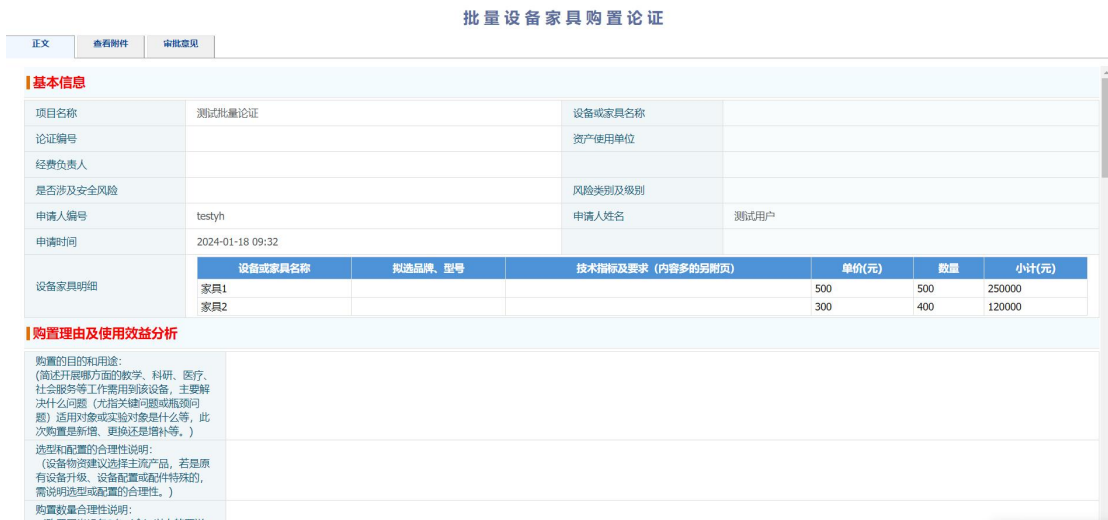 批量设备家具购置论证
正文 查看附件 审批意见
基本信息
项目名称 测试批量论证 设备或家具名称
论证编号 资产使用单位
经费负责人
是否涉及安全风险 风险类别及级别
申请人编号 testyh 申请人姓名 测试用户
申请时间 2024-01-18 09:32
设备或家具名称 拟选品牌、型号 技术指标及要求（内容多的另附页） 单价(元) 数量 小计(元)
设备家具明细
家具1 500 500 250000
家具2 300 400 120000
购置理由及使用效益分析
购置的目的和用途:
(简述开展哪方面的教学、科研、医疗、
社会服务等工作需用到该设备，主要解
决什么问题（尤指关键问题或瓶颈问
题）适用对象或实验对象是什么等，此
次购置是新增、更换还是增补等。)
选型和配置的合理性说明:
（设备物资建议选择主流产品，若是原
有设备升级、设备配置或配件特殊的，
需说明选型或配置的合理性。)
购置数量合理性说明: